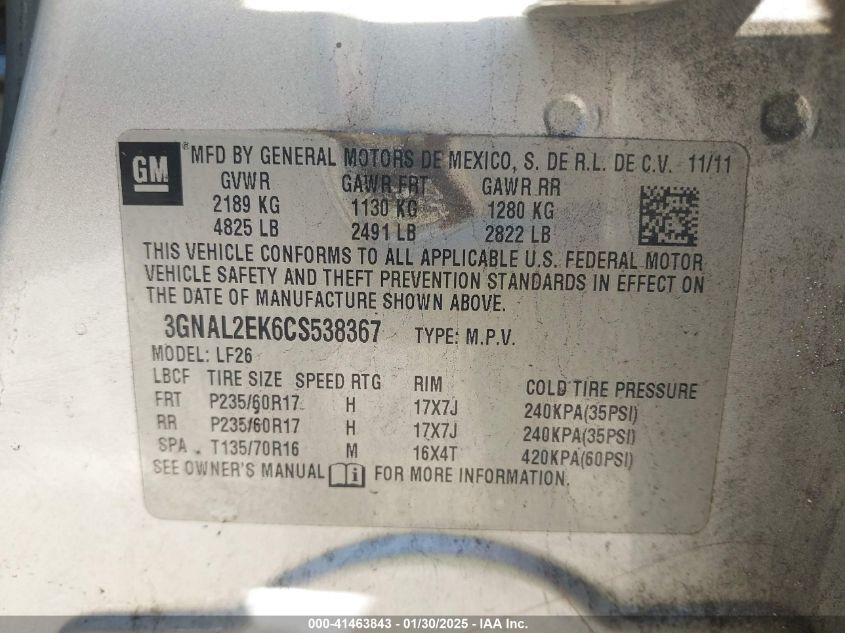 GM ® MFD BY GENERAL MOTORS DE MEXICO, S. DE R.L. DE C.V. 11/11
GVWR GAWR FRT GAWR RR
2189 KG 1130 KG 1280 KG
4825 LB 2491 LB 2822 LB
THIS VEHICLE CONFORMS TO ALL APPLICABLE U.S. FEDERAL MOTOR
VEHICLE SAFETY AND THEFT PREVENTION STANDARDS IN EFFECT ON
THE DATE OF MANUFACTURE SHOWN ABOVE.
3GNAL2EK6CS538367 TYPE: M.P.V.
MODEL: LF26
LBCF TIRE SIZE SPEED RTG RIM COLD TIRE PRESSURE
FRT P235/60R17 H 17X7J 240KPA(35PSI)
RR P235/60R17 H 17X7J 240KPA(35PSI)
SPA T135/70R16 M 16X4T 420KPA(60PSI)
SEE OWNER'S MANUAL i FOR MORE INFORMATION.
000-41463843 / 01/30/2025 - IAA Inc.